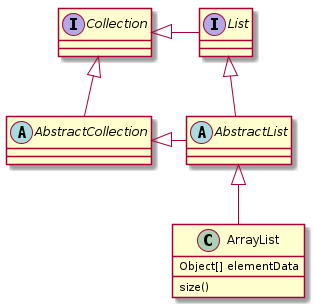 I Collection
I List
A AbstractCollection
A AbstractList
C ArrayList
Object[] elementData
size()